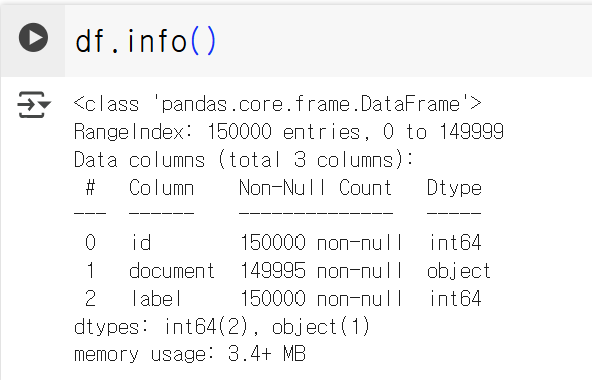 df.info()
<class 'pandas.core.frame.DataFrame'>
RangeIndex: 150000 entries, 0 to 149999
Data columns (total 3 columns):
 #   Column    Non-Null Count   Dtype
---  ------    --------------   -----
 0   id        150000 non-null  int64
 1   document  149995 non-null  object
 2   label     150000 non-null  int64
dtypes: int64(2), object(1)
memory usage: 3.4+ MB